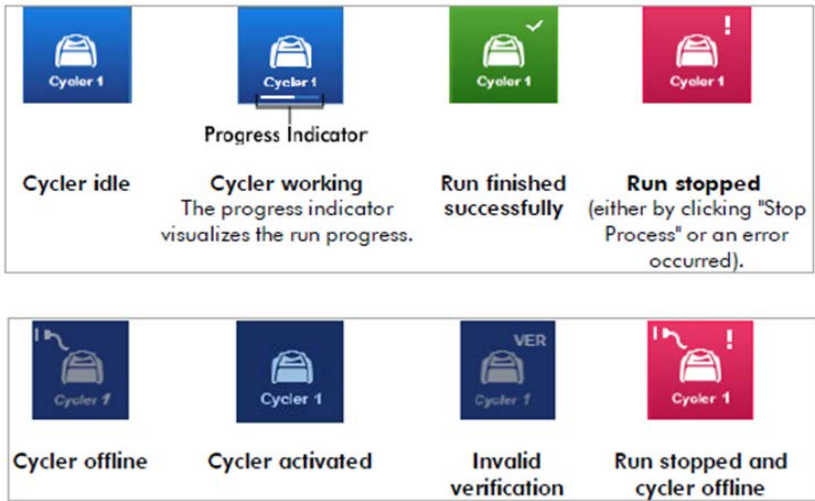 Cycler 1
Cycler 1
Cycler 1
Cycler 1
Progress Indicator
Cycler idle
Cycler working
The progress indicator
visualizes the run progress.
Run finished
successfully
Run stopped
(either by clicking "Stop
Process" or an error
occurred).
VER
Cycler 1
Cycler 1
Cycler 1
Cycler 1
Cycler offline
Cycler activated
Invalid
verification
Run stopped and
cycler offline